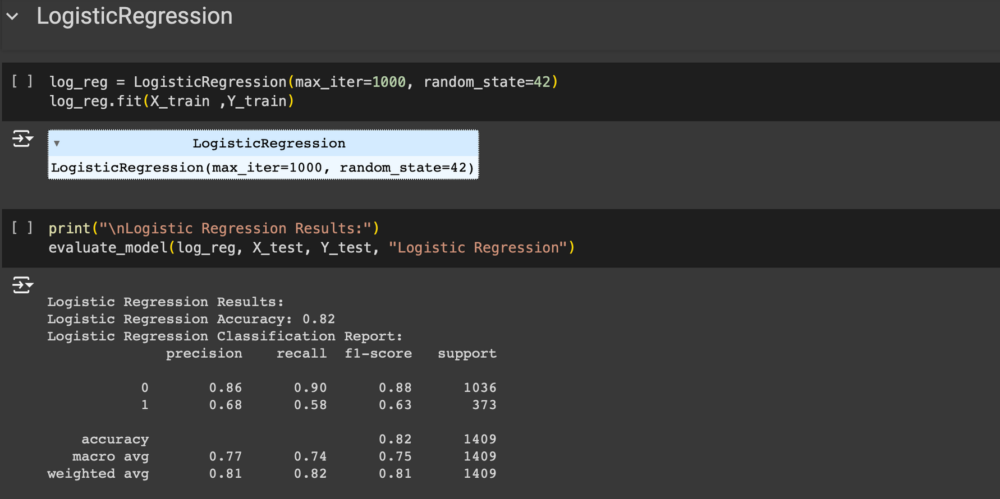 LogisticRegression
[ ] log_reg = LogisticRegression(max_iter=1000, random_state=42)
log_reg.fit(X_train ,Y_train)
LogisticRegression
LogisticRegression(max_iter=1000, random_state=42)
[ ] print("\nLogistic Regression Results:")
evaluate_model(log_reg, X_test, Y_test, "Logistic Regression")
Logistic Regression Results:
Logistic Regression Accuracy: 0.82
Logistic Regression Classification Report:
precision recall f1-score support
0 0.86 0.90 0.88 1036
1 0.68 0.58 0.63 373
accuracy 0.82 1409
macro avg 0.77 0.74 0.75 1409
weighted avg 0.81 0.82 0.81 1409